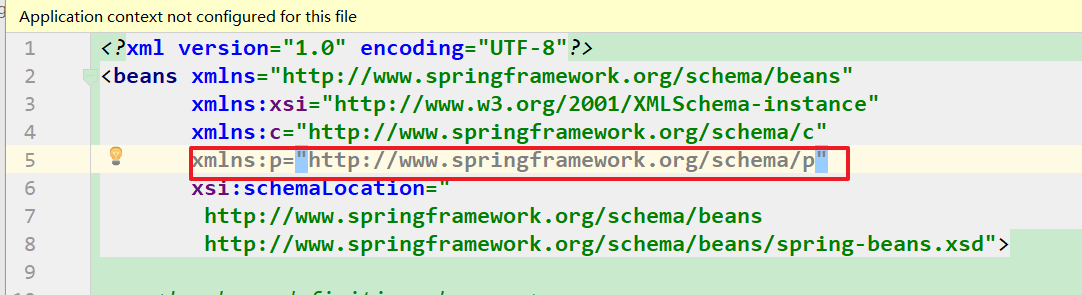 Application context not configured for this file
1 <?xml version="1.0" encoding="UTF-8"?>
2 <beans xmlns="http://www.springframework.org/schema/beans"
3 xmlns:xsi="http://www.w3.org/2001/XMLSchema-instance"
4 xmlns:c="http://www.springframework.org/schema/c"
5 xmlns:p="http://www.springframework.org/schema/p"
6 xsi:schemaLocation="
7 http://www.springframework.org/schema/beans
8 http://www.springframework.org/schema/beans/spring-beans.xsd">
9